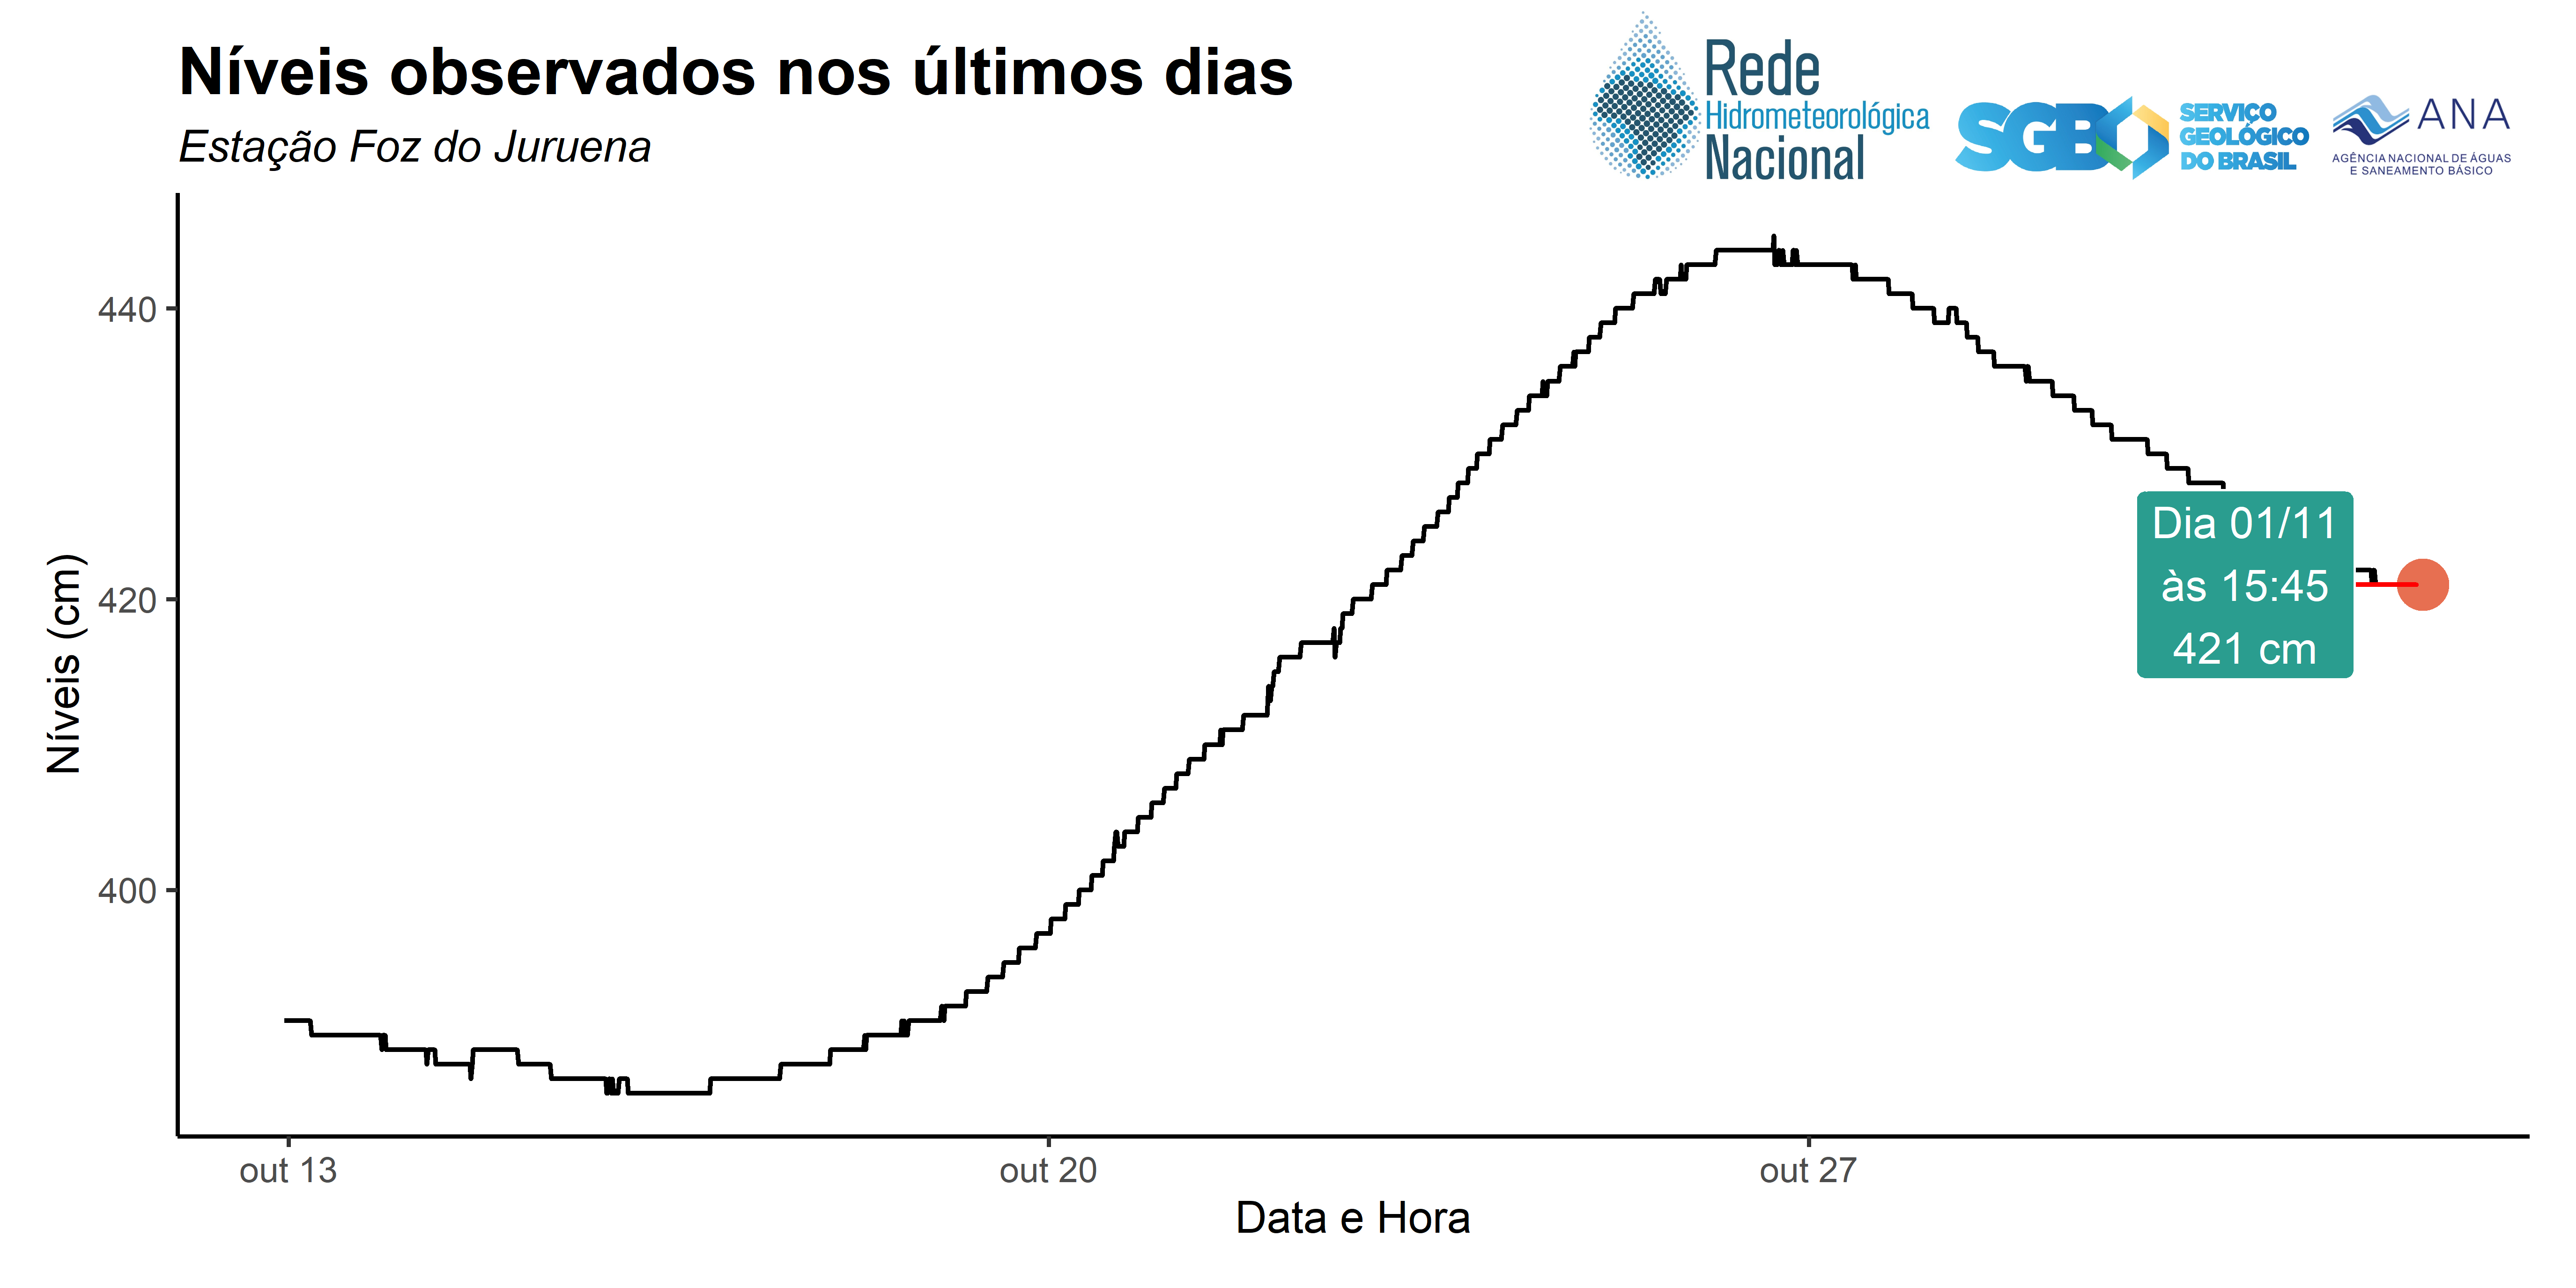 Níveis observados nos últimos dias
Estação Foz do Juruena
Rede
Hidrometeorológica
Nacional
SGB
SERVIÇO
GEOLÓGICO
DO BRASIL
ANA
AGÊNCIA NACIONAL DE ÁGUAS
E SANEAMENTO BÁSICO
Níveis (cm)
440
420
400
Dia 01/11
às 15:45
421 cm
out 13
out 20
out 27
Data e Hora